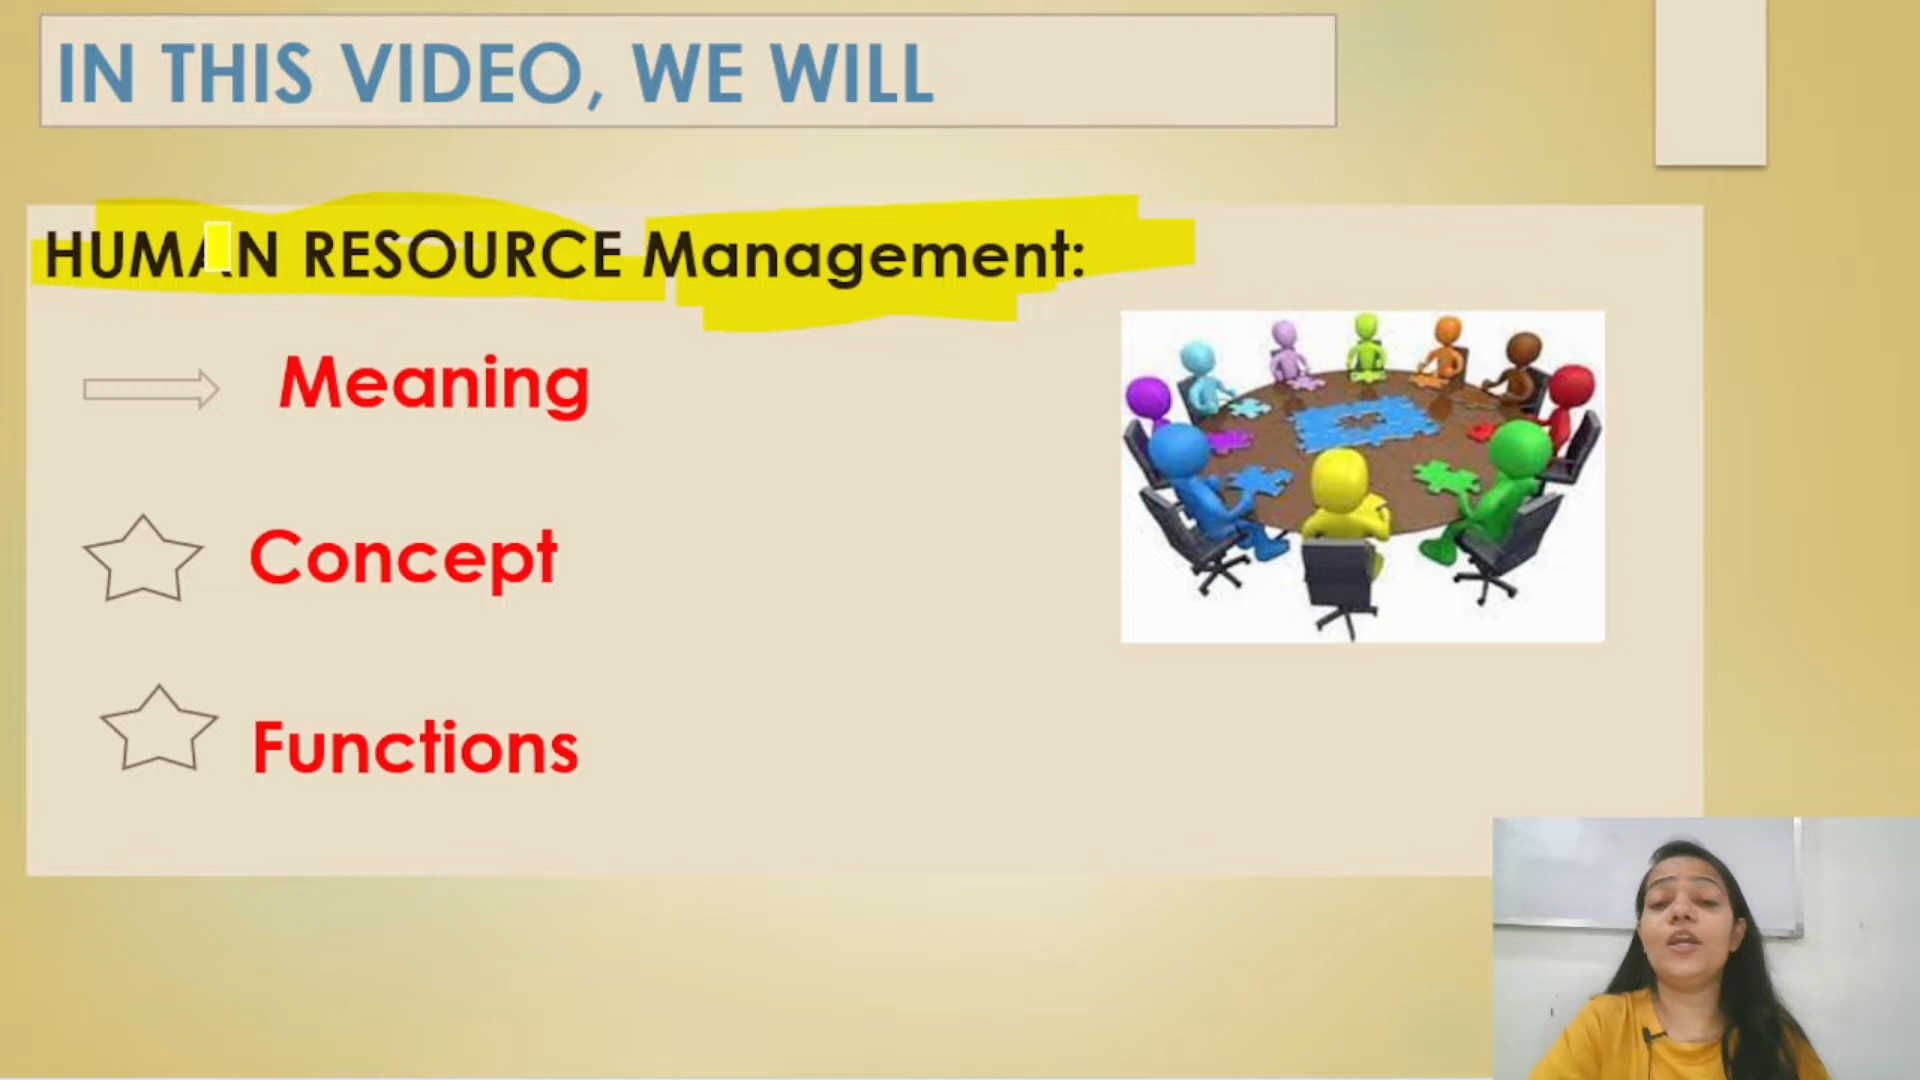 IN THIS VIDEO, WE WILL
HUMAN RESOURCE Management:
Meaning
Concept
Functions